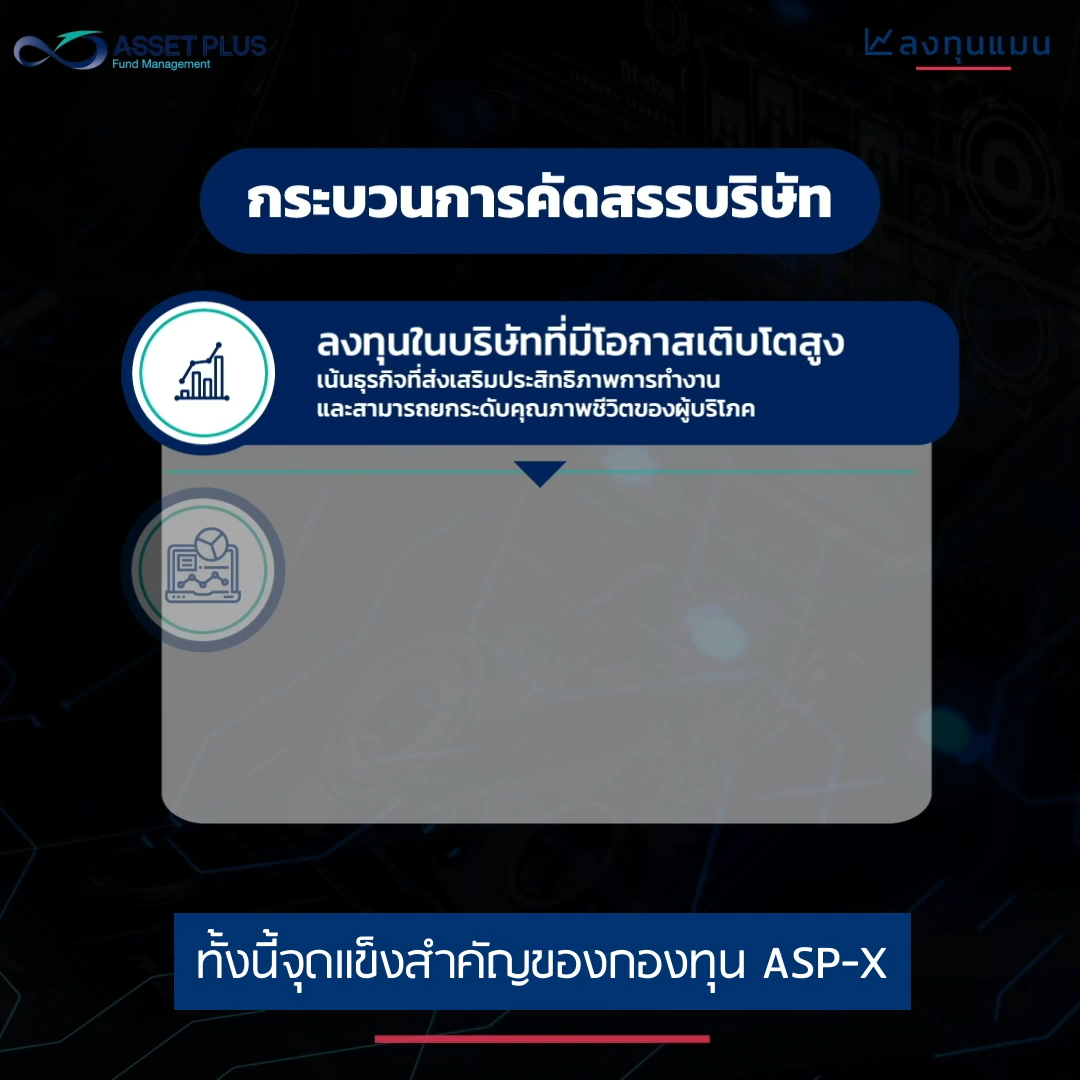 ASSET PLUS
Fund Management
ลงทุนแมน
กระบวนการคัดสรรบริษัท
ลงทุนในบริษัทที่มีโอกาสเติบโตสูง
เน้นธุรกิจที่ส่งเสริมประสิทธิภาพการทำงาน
และสามารถยกระดับคุณภาพชีวิตของผู้บริโภค
ทั้งนี้จุดแข็งสำคัญของกองทุน ASP-X